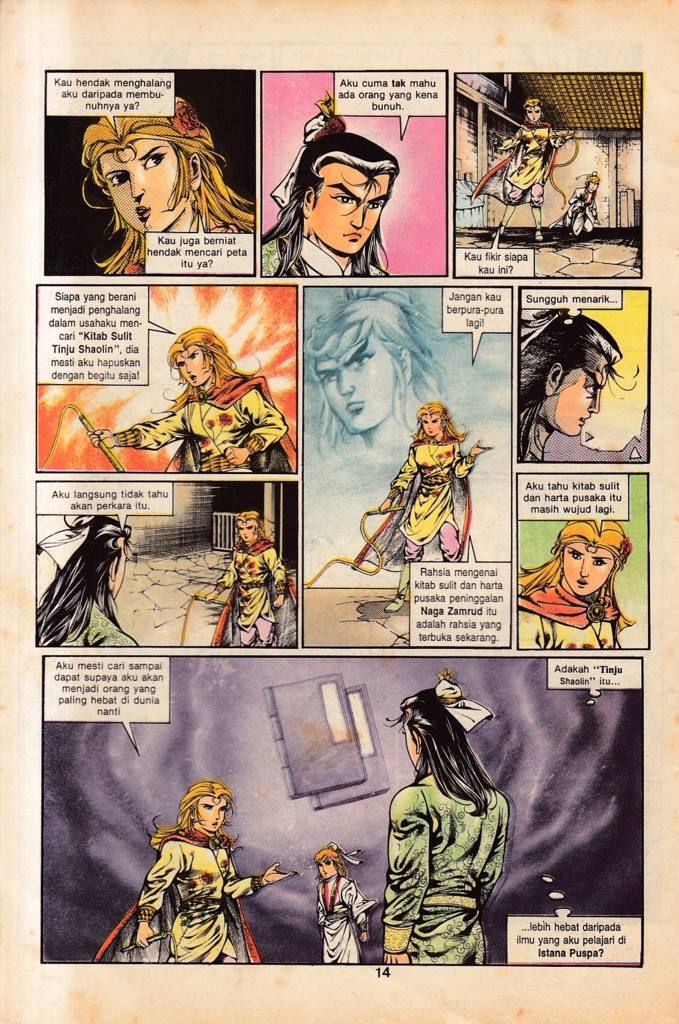 Kau hendak menghalang
aku daripada membu-
nuhnya ya?
Kau juga berniat
hendak mencari peta
itu ya?
Aku cuma tak mahu
ada orang yang kena
bunuh.
Kau fikir siapa
kau ini?
Siapa yang berani
menjadi penghalang
dalam usahaku men-
cari "Kitab Sulit
Tinju Shaolin", dia
mesti aku hapuskan
dengan begitu saja!
Aku langsung tidak tahu
akan perkara itu.
Jangan kau
berpura-pura
lagi!
Rahsia mengenai
kitab sulit dan harta
pusaka peninggalan
Naga Zamrud itu
adalah rahsia yang
terbuka sekarang.
Sungguh menarik...
Aku tahu kitab sulit
dan harta pusaka itu
masih wujud lagi.
Aku mesti cari sampai
dapat supaya aku akan
menjadi orang yang
paling hebat di dunia
nanti
Adakah "Tinju
Shaolin" itu...
...lebih hebat daripada
ilmu yang aku pelajari di
Istana Puspa?
14